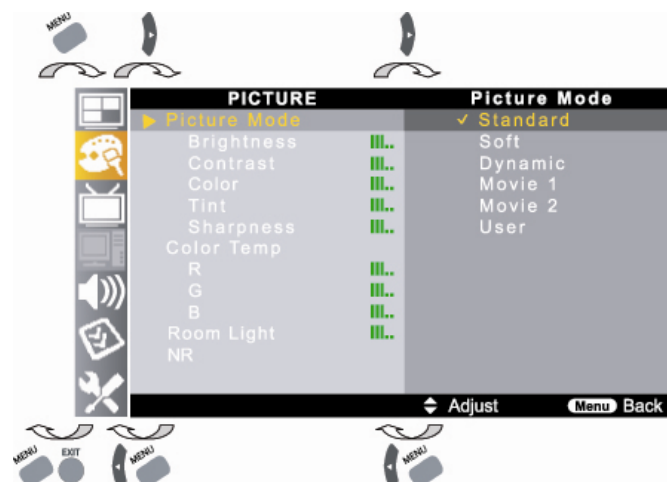 MENU
PICTURE
Picture Mode
Brightness
Contrast
Color
Tint
Sharpness
Color Temp
R
G
B
Room Light
NR
Picture Mode
✓ Standard
Soft
Dynamic
Movie 1
Movie 2
User
Adjust Menu Back
MENU EXIT MENU MENU